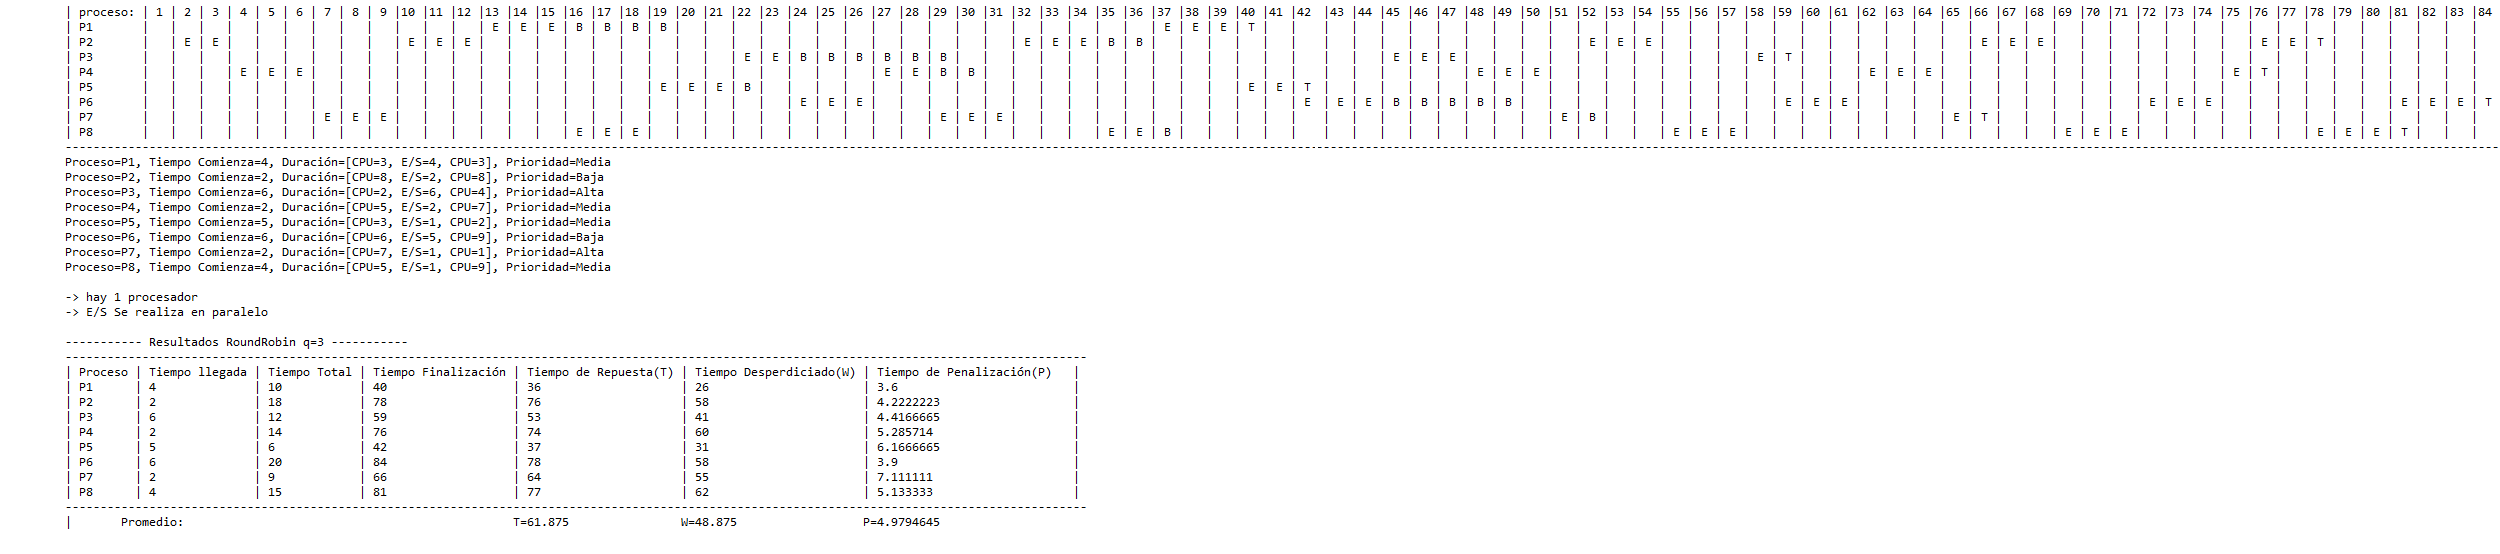 | proceso: | 1 | 2 | 3 | 4 | 5 | 6 | 7 | 8 | 9 |10 |11 |12 |13 |14 |15 |16 |17 |18 |19 |20 |21 |22 |23 |24 |25 |26 |27 |28 |29 |30 |31 |32 |33 |34 |35 |36 |37 |38 |39 |40 |41 |42 |43 |44 |45 |46 |47 |48 |49 |50 |51 |52 |53 |54 |55 |56 |57 |58 |59 |60 |61 |62 |63 |64 |65 |66 |67 |68 |69 |70 |71 |72 |73 |74 |75 |76 |77 |78 |79 |80 |81 |82 |83 |84
| P1 | E | E | E | B | B | B | B | E | E | E | T |
| P2 | E | E | E | E | E | E | E | E | B | B | E | E | E | E | E | E | E | E | T |
| P3 | E | E | B | B | B | B | B | B | E | E | E | E | T |
| P4 | E | E | E | E | E | B | B | E | E | E | E | E | E | E | T |
| P5 | E | E | E | B | E | E | T |
| P6 | E | E | E | E | E | E | B | B | B | B | B | E | E | E | E | E | E | E | E | E | T
| P7 | E | E | E | E | E | E | E | B | E | T |
| P8 | E | E | E | E | E | B | E | E | E | E | E | E | E | E | E | T |
Proceso=P1, Tiempo Comienza=4, Duración=[CPU=3, E/S=4, CPU=3], Prioridad=Media
Proceso=P2, Tiempo Comienza=2, Duración=[CPU=8, E/S=2, CPU=8], Prioridad=Baja
Proceso=P3, Tiempo Comienza=6, Duración=[CPU=2, E/S=6, CPU=4], Prioridad=Alta
Proceso=P4, Tiempo Comienza=2, Duración=[CPU=5, E/S=2, CPU=7], Prioridad=Media
Proceso=P5, Tiempo Comienza=5, Duración=[CPU=3, E/S=1, CPU=2], Prioridad=Media
Proceso=P6, Tiempo Comienza=6, Duración=[CPU=6, E/S=5, CPU=9], Prioridad=Baja
Proceso=P7, Tiempo Comienza=2, Duración=[CPU=7, E/S=1, CPU=1], Prioridad=Alta
Proceso=P8, Tiempo Comienza=4, Duración=[CPU=5, E/S=1, CPU=9], Prioridad=Media
-> hay 1 procesador
-> E/S Se realiza en paralelo
----------- Resultados RoundRobin q=3 -----------
| Proceso | Tiempo llegada | Tiempo Total | Tiempo Finalización | Tiempo de Repuesta(T) | Tiempo Desperdiciado(W) | Tiempo de Penalización(P) |
| P1 | 4 | 10 | 40 | 36 | 26 | 3.6 |
| P2 | 2 | 18 | 78 | 76 | 58 | 4.2222223 |
| P3 | 6 | 12 | 59 | 53 | 41 | 4.4166665 |
| P4 | 2 | 14 | 76 | 74 | 60 | 5.285714 |
| P5 | 5 | 6 | 42 | 37 | 31 | 6.1666665 |
| P6 | 6 | 20 | 84 | 78 | 58 | 3.9 |
| P7 | 2 | 9 | 66 | 64 | 55 | 7.111111 |
| P8 | 4 | 15 | 81 | 77 | 62 | 5.133333 |
| Promedio: T=61.875 W=48.875 P=4.9794645